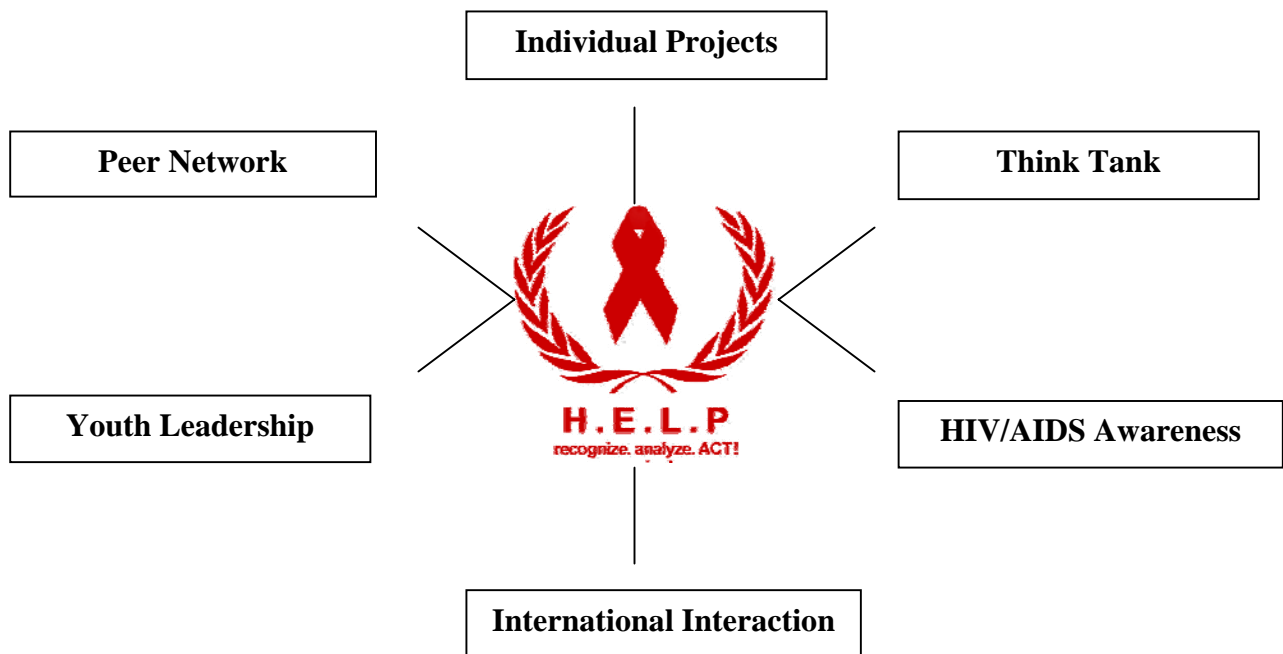 Individual Projects
Peer Network
Think Tank
H.E.L.P
recognize. analyze. ACT!
Youth Leadership
HIV/AIDS Awareness
International Interaction